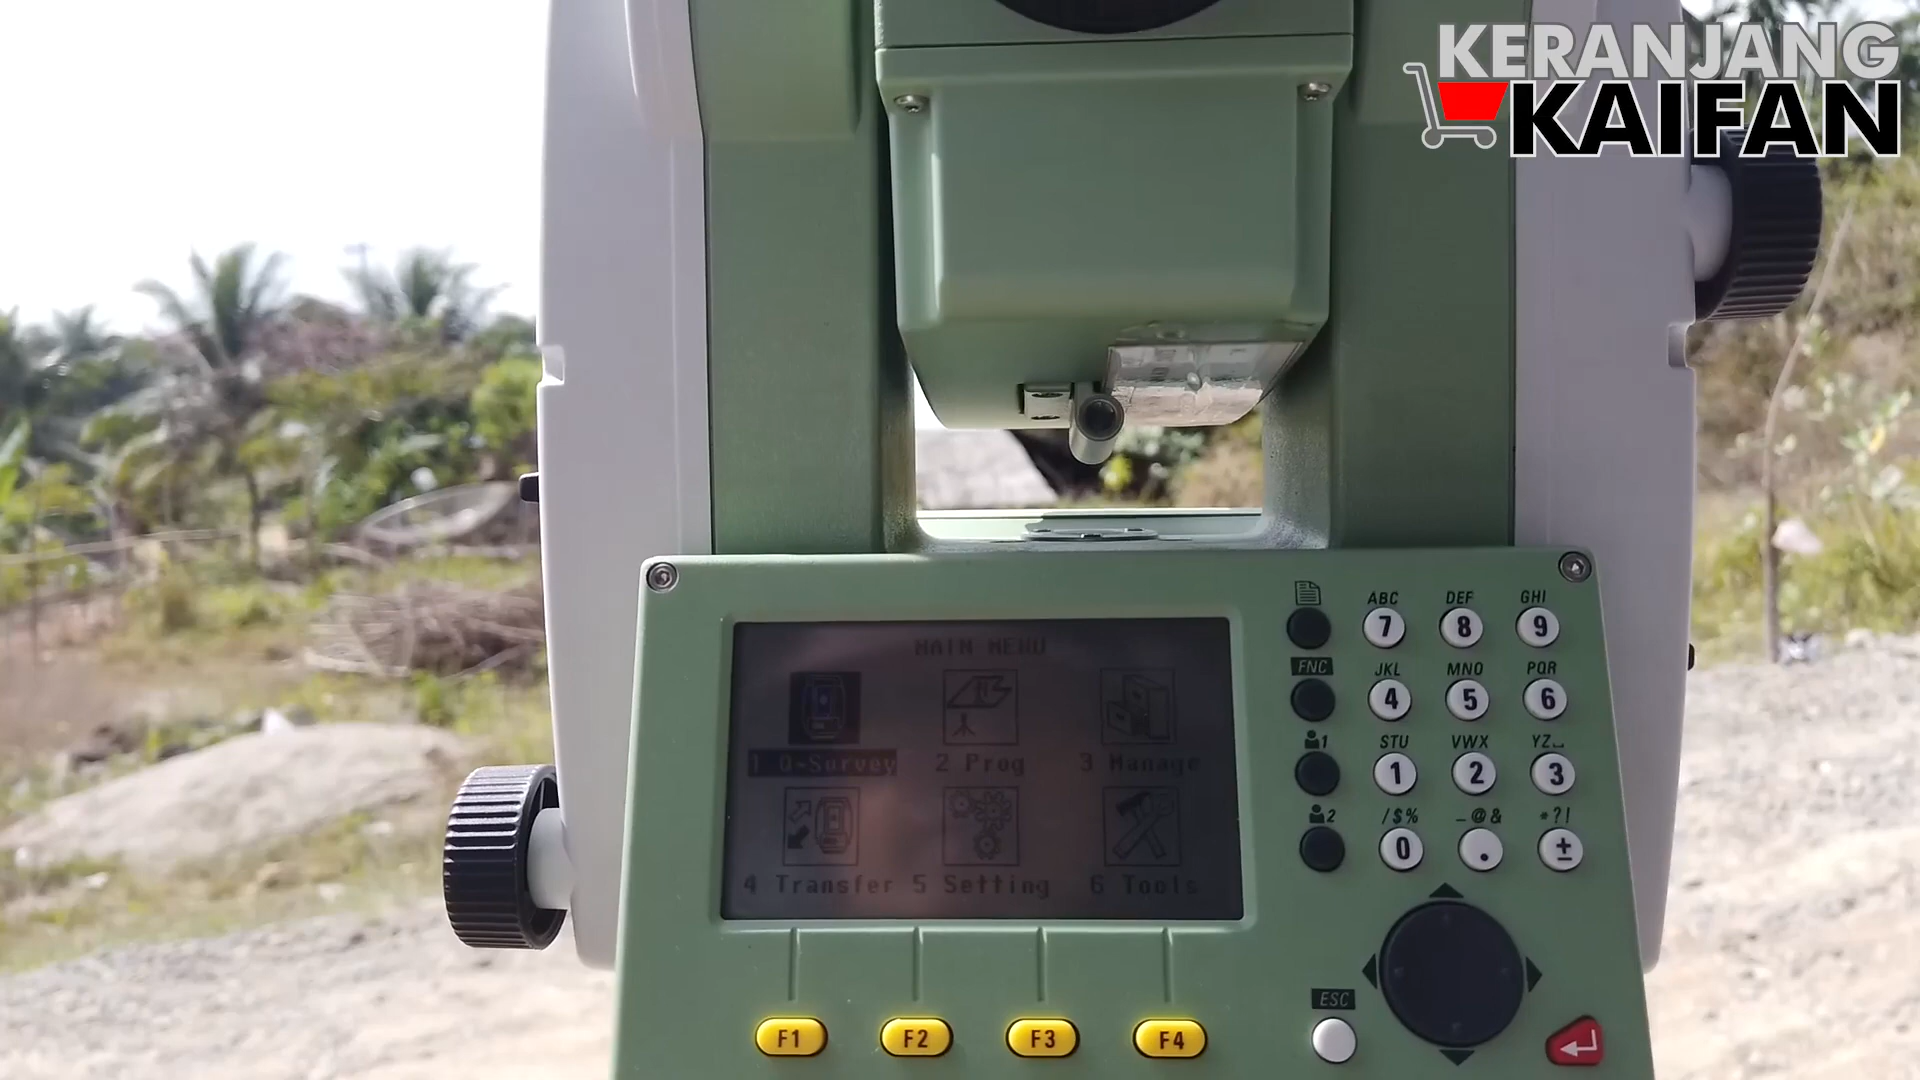 KERANJANG
KAIFAN
MAIN MENU
1 Q-Survey 2 Prog 3 Manage
4 Transfer 5 Setting 6 Tools
ABC DEF GHI
7 8 9
FNC JKL MNO PQR
4 5 6
1 STU VWX YZ
1 2 3
2 /$% _@& *?!
0 . ±
ESC
F1 F2 F3 F4